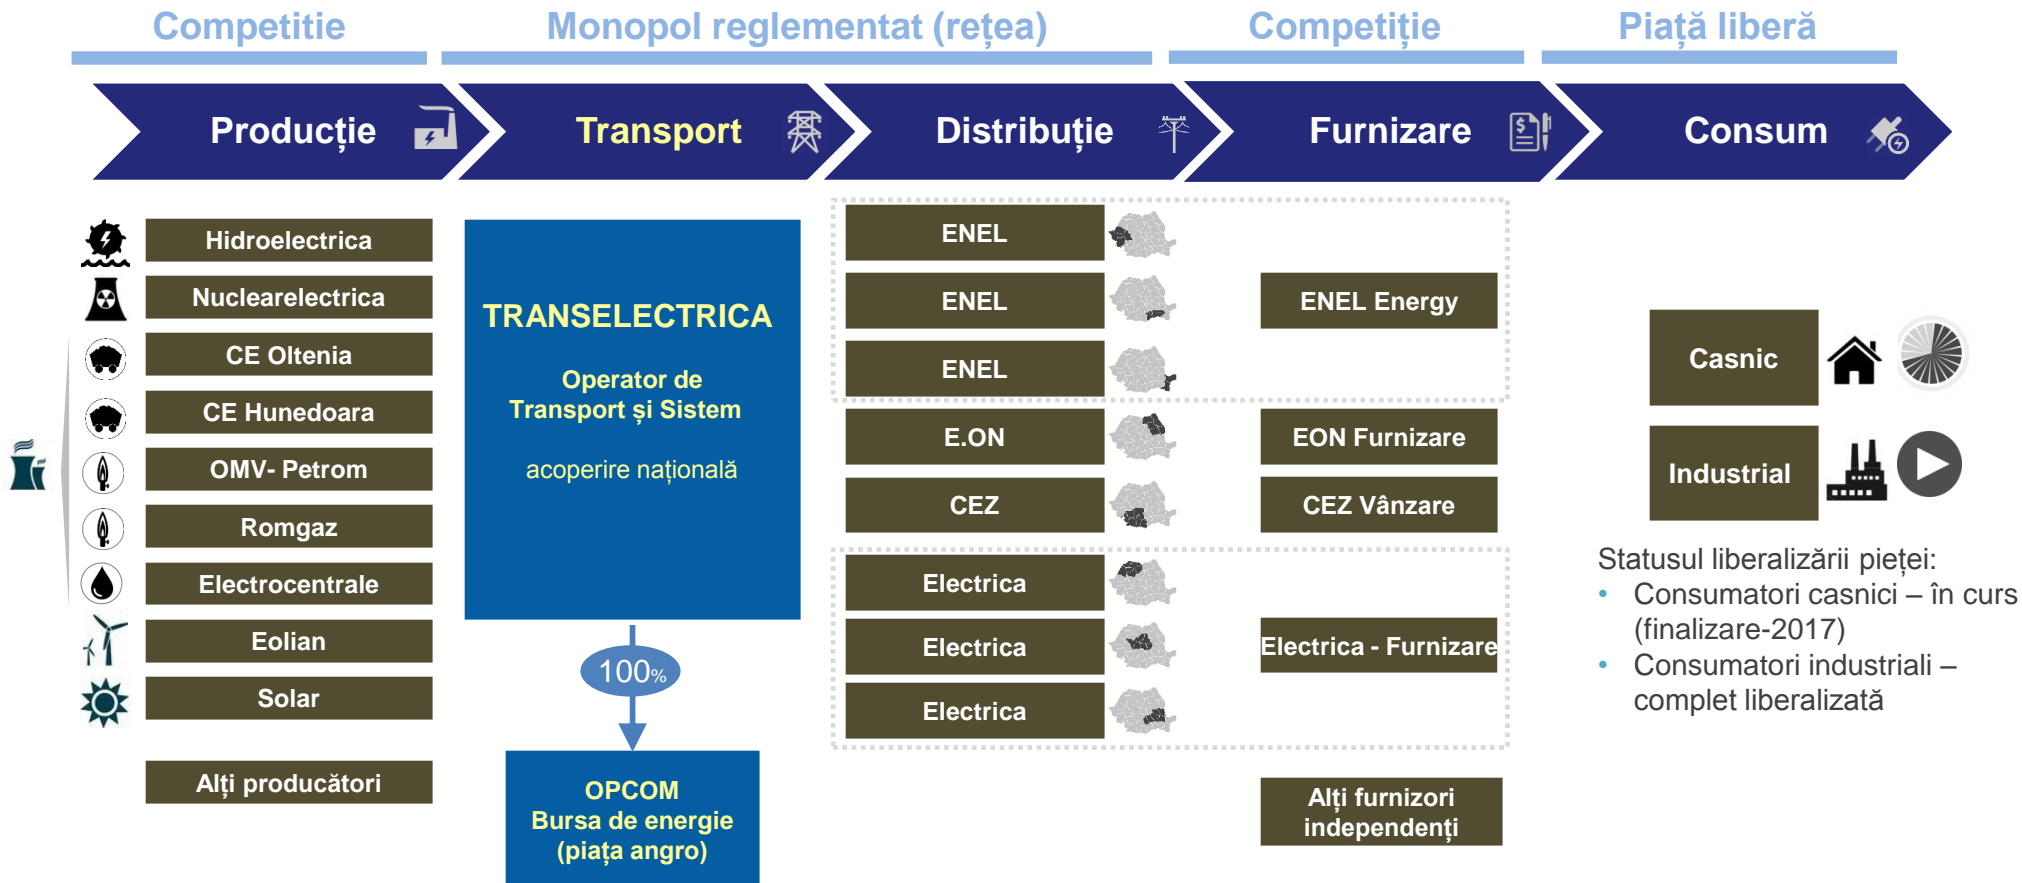 Competitie
Monopol reglementat (rețea)
Competiție
Piață liberă
Producție
Transport
Distribuție
Furnizare
Consum
Hidroelectrica
Nuclearelectrica
CE Oltenia
CE Hunedoara
OMV- Petrom
Romgaz
Electrocentrale
Eolian
Solar
Alți producători
TRANSELECTRICA
Operator de
Transport și Sistem
acoperire națională
100%
OPCOM
Bursa de energie
(piața angro)
ENEL
ENEL
ENEL
E.ON
CEZ
Electrica
Electrica
Electrica
ENEL Energy
EON Furnizare
CEZ Vânzare
Electrica - Furnizare
Alți furnizori
independenți
Casnic
Industrial
Statusul liberalizării pieței:
• Consumatori casnici – în curs
(finalizare-2017)
• Consumatori industriali –
complet liberalizată